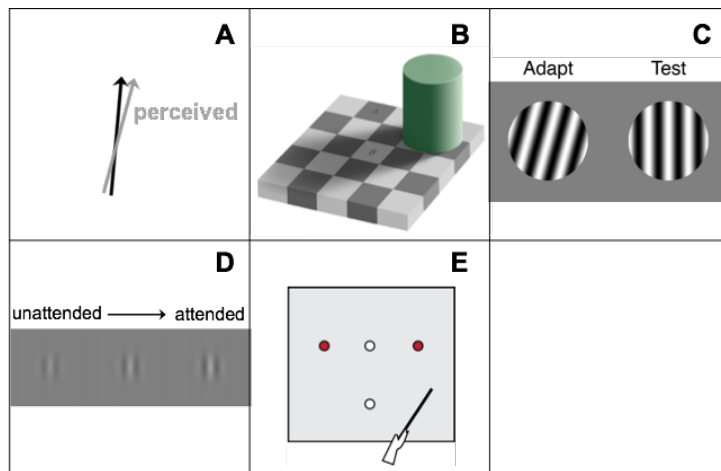 A
perceived
B
C
Adapt Test
D
unattended attended
E